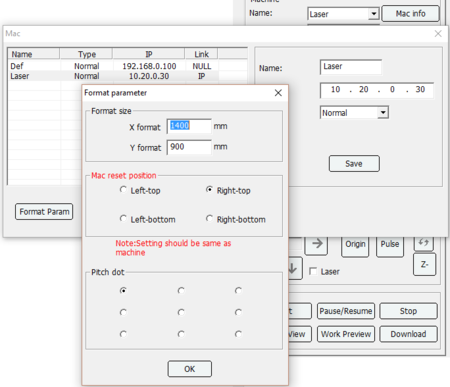 Machine
Name:
Laser
Mac info
Mac
Name Type IP Link
Def Normal 192.168.0.100 NULL
Laser Normal 10.20.0.30 IP
Name:
Laser
10 . 20 . 0 . 30
Normal
Save
Format Param
Format parameter
Format size
X format 1400 mm
Y format 900 mm
Mac reset position
Left-top Right-top
Left-bottom Right-bottom
Note:Setting should be same as
machine
Pitch dot
OK
Origin Pulse
Laser
Z-
t Pause/Resume Stop
View Work Preview Download